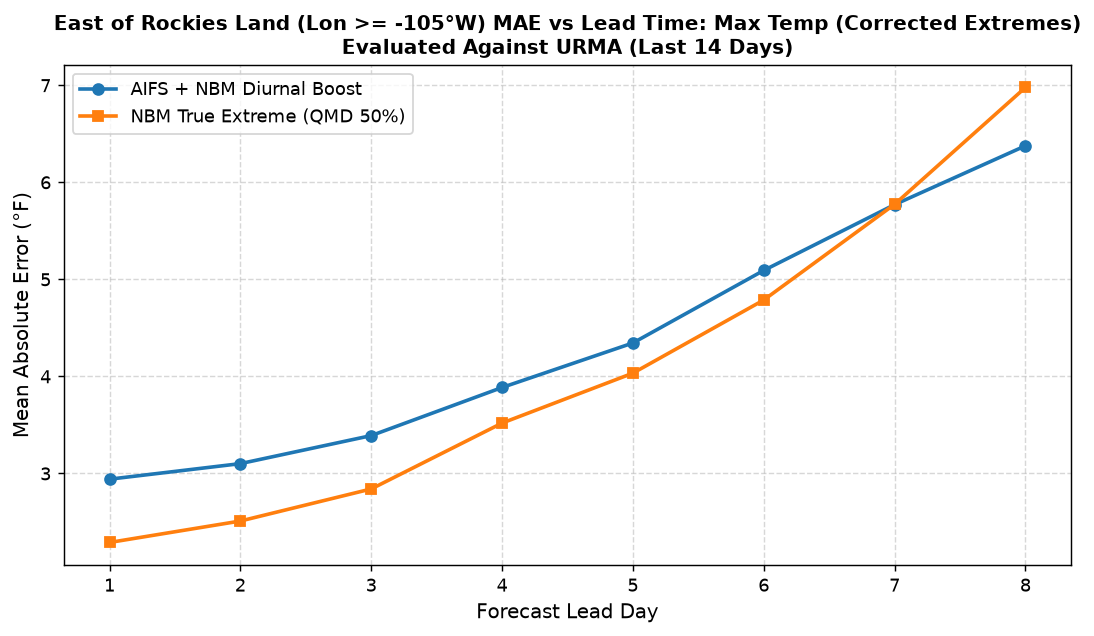 East of Rockies Land (Lon >= -105°W) MAE vs Lead Time: Max Temp (Corrected Extremes)
Evaluated Against URMA (Last 14 Days)
AIFS + NBM Diurnal Boost
NBM True Extreme (QMD 50%)
Mean Absolute Error (°F)
7
6
5
4
3
1 2 3 4 5 6 7 8
Forecast Lead Day